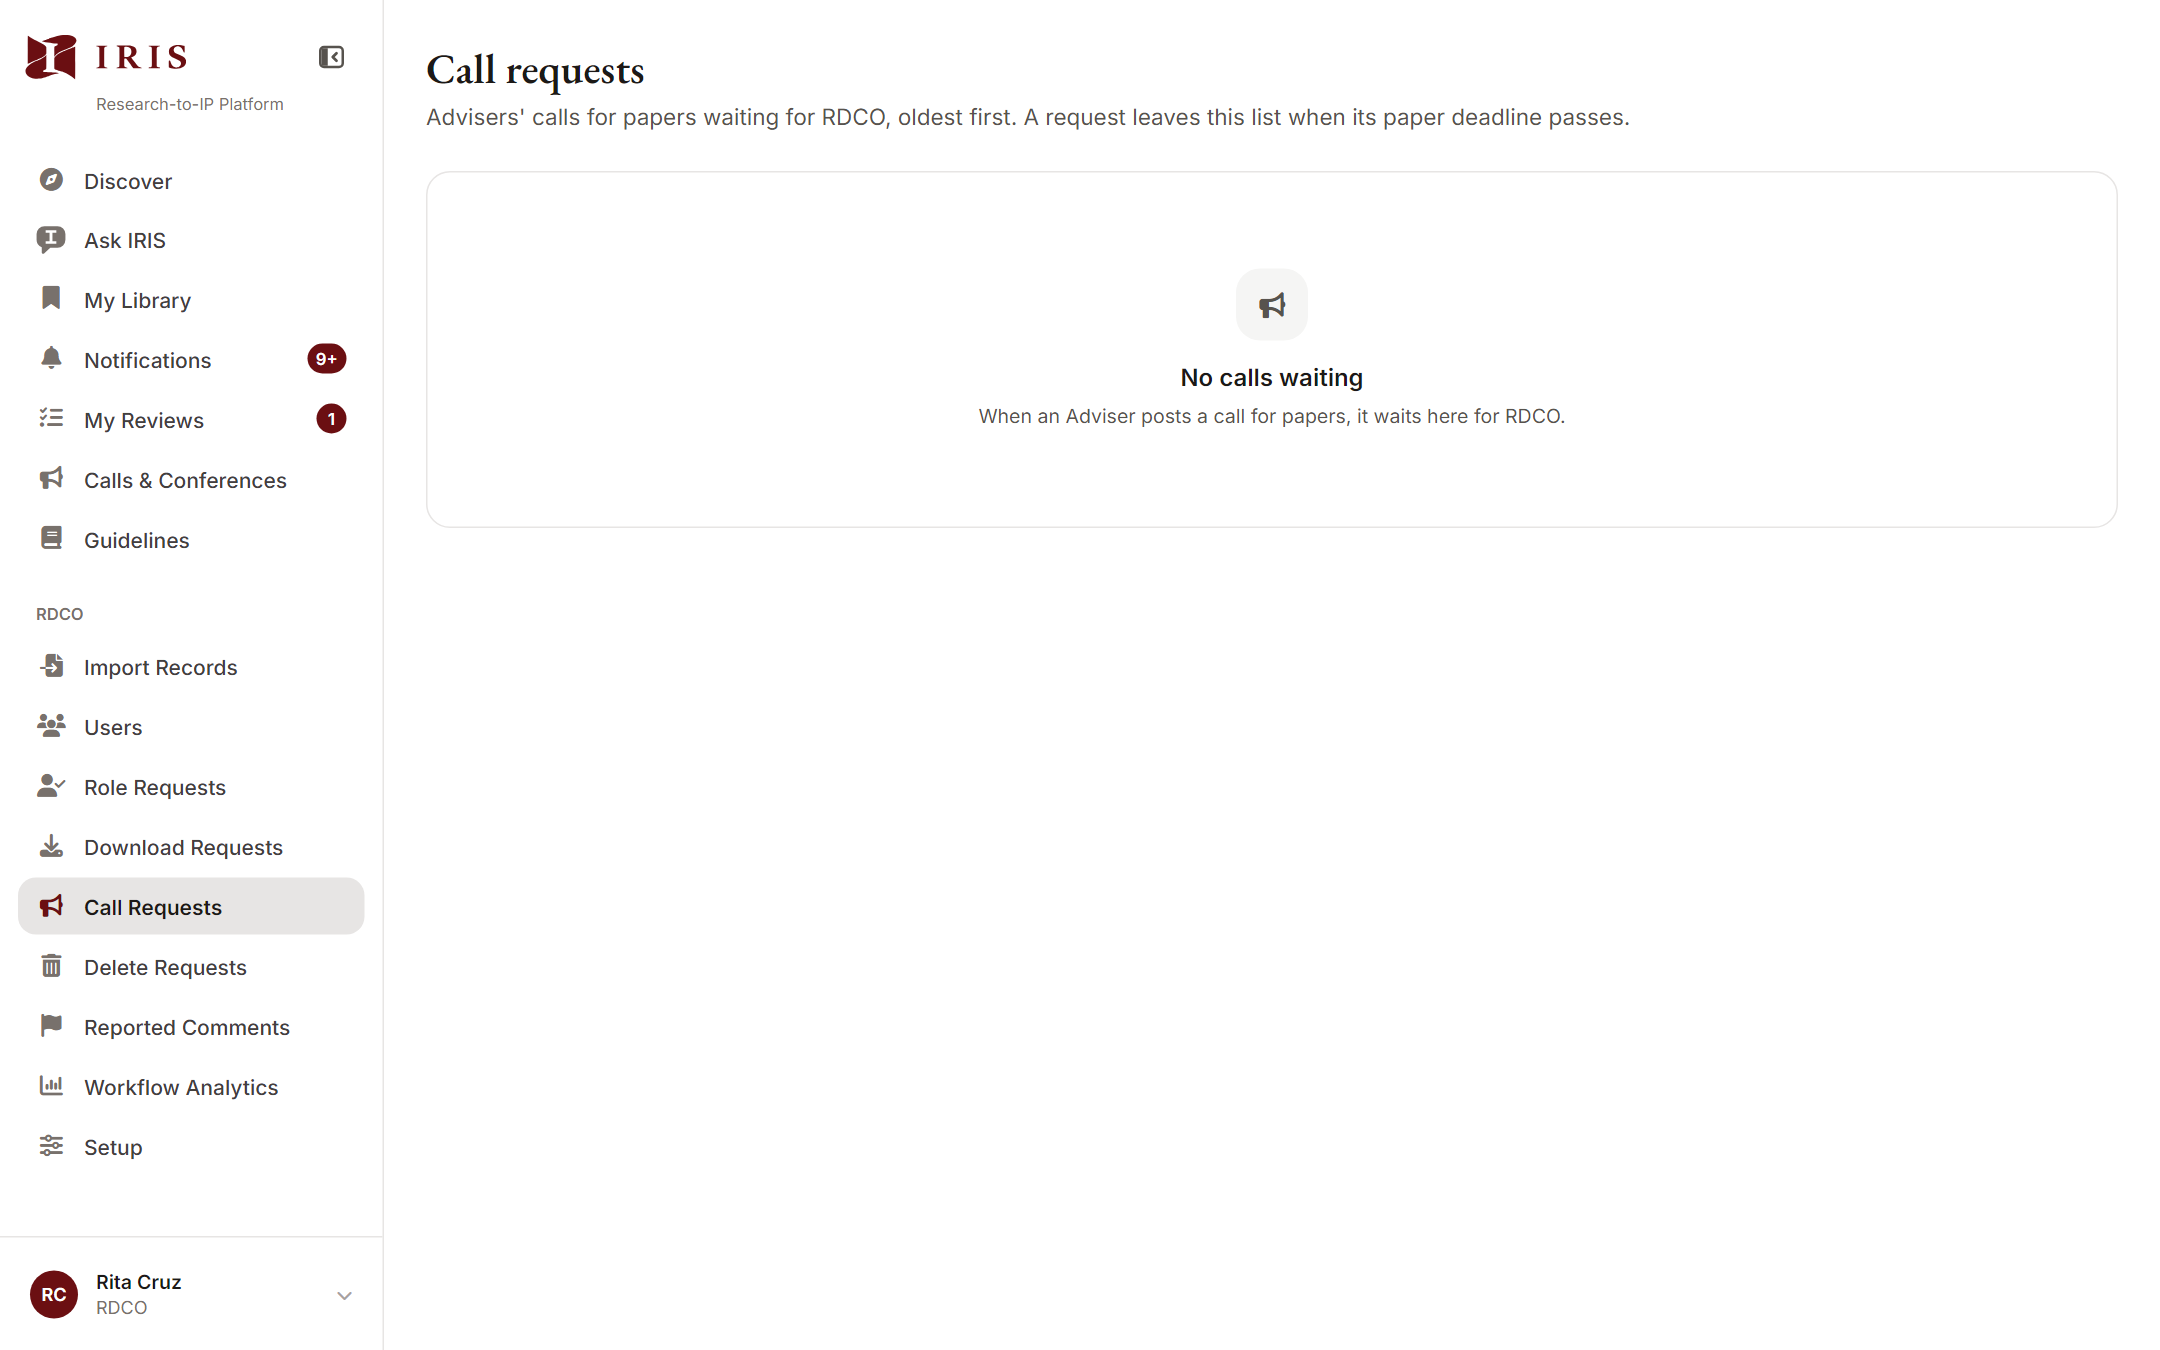 IRIS
Research-to-IP Platform
Discover
Ask IRIS
My Library
Notifications 9+
My Reviews 1
Calls & Conferences
Guidelines
RDCO
Import Records
Users
Role Requests
Download Requests
Call Requests
Delete Requests
Reported Comments
Workflow Analytics
Setup
RC
Rita Cruz
RDCO
Call requests
Advisers' calls for papers waiting for RDCO, oldest first. A request leaves this list when its paper deadline passes.
No calls waiting
When an Adviser posts a call for papers, it waits here for RDCO.